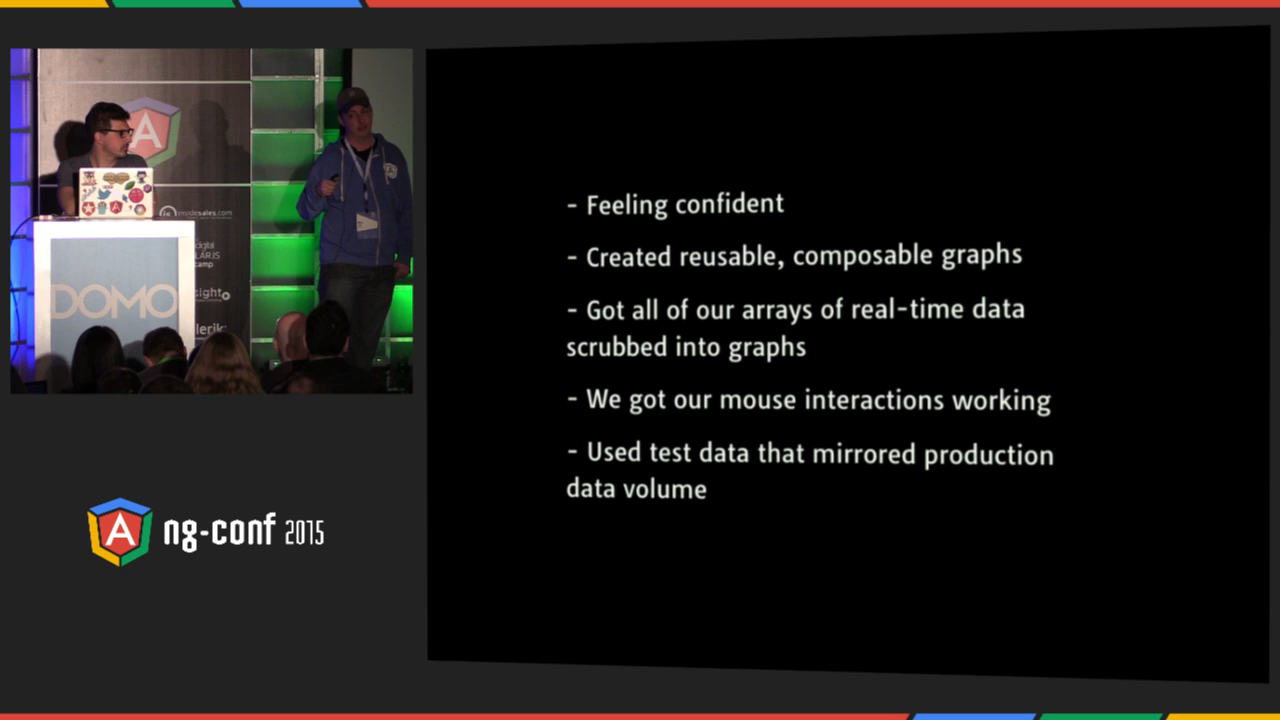 A
insidesales.com
digital
sight
lerik
DOMO
- Feeling confident
- Created reusable, composable graphs
- Got all of our arrays of real-time data
scrubbed into graphs
- We got our mouse interactions working
- Used test data that mirrored production
data volume
A
ng-conf 2015